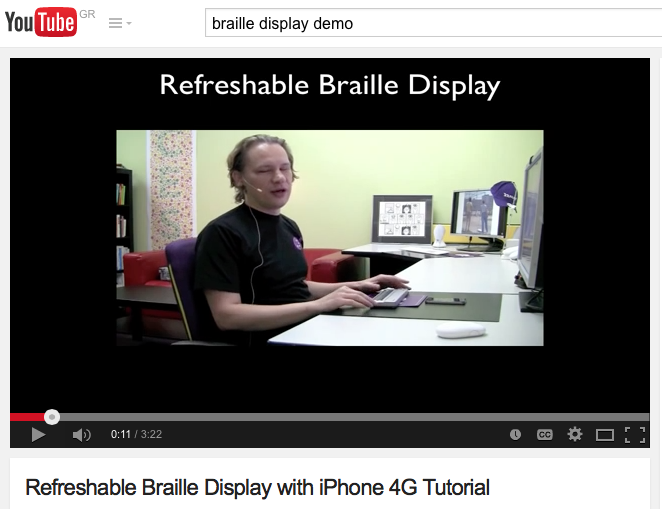 YouTube GR
braille display demo
Refreshable Braille Display
0:11 / 3:22
CC
Refreshable Braille Display with iPhone 4G Tutorial